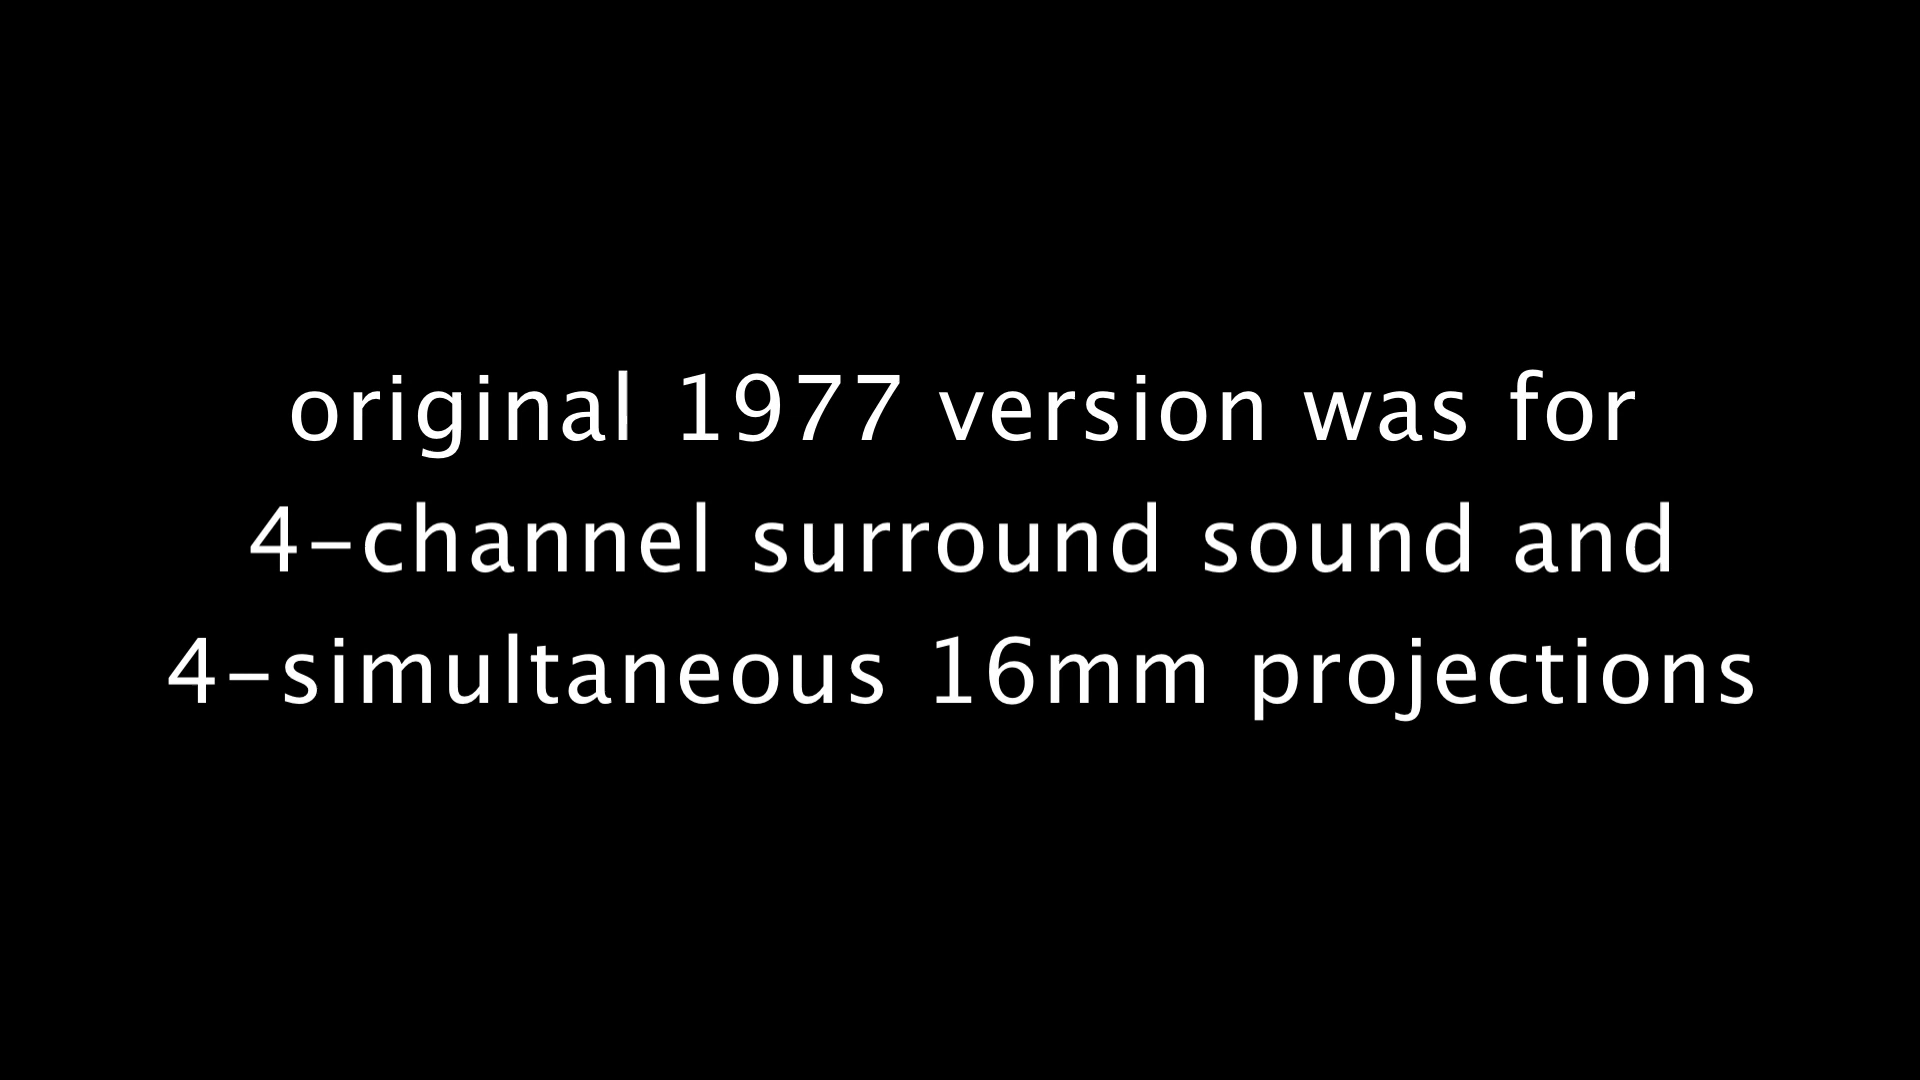 original 1977 version was for
4-channel surround sound and
4-simultaneous 16mm projections